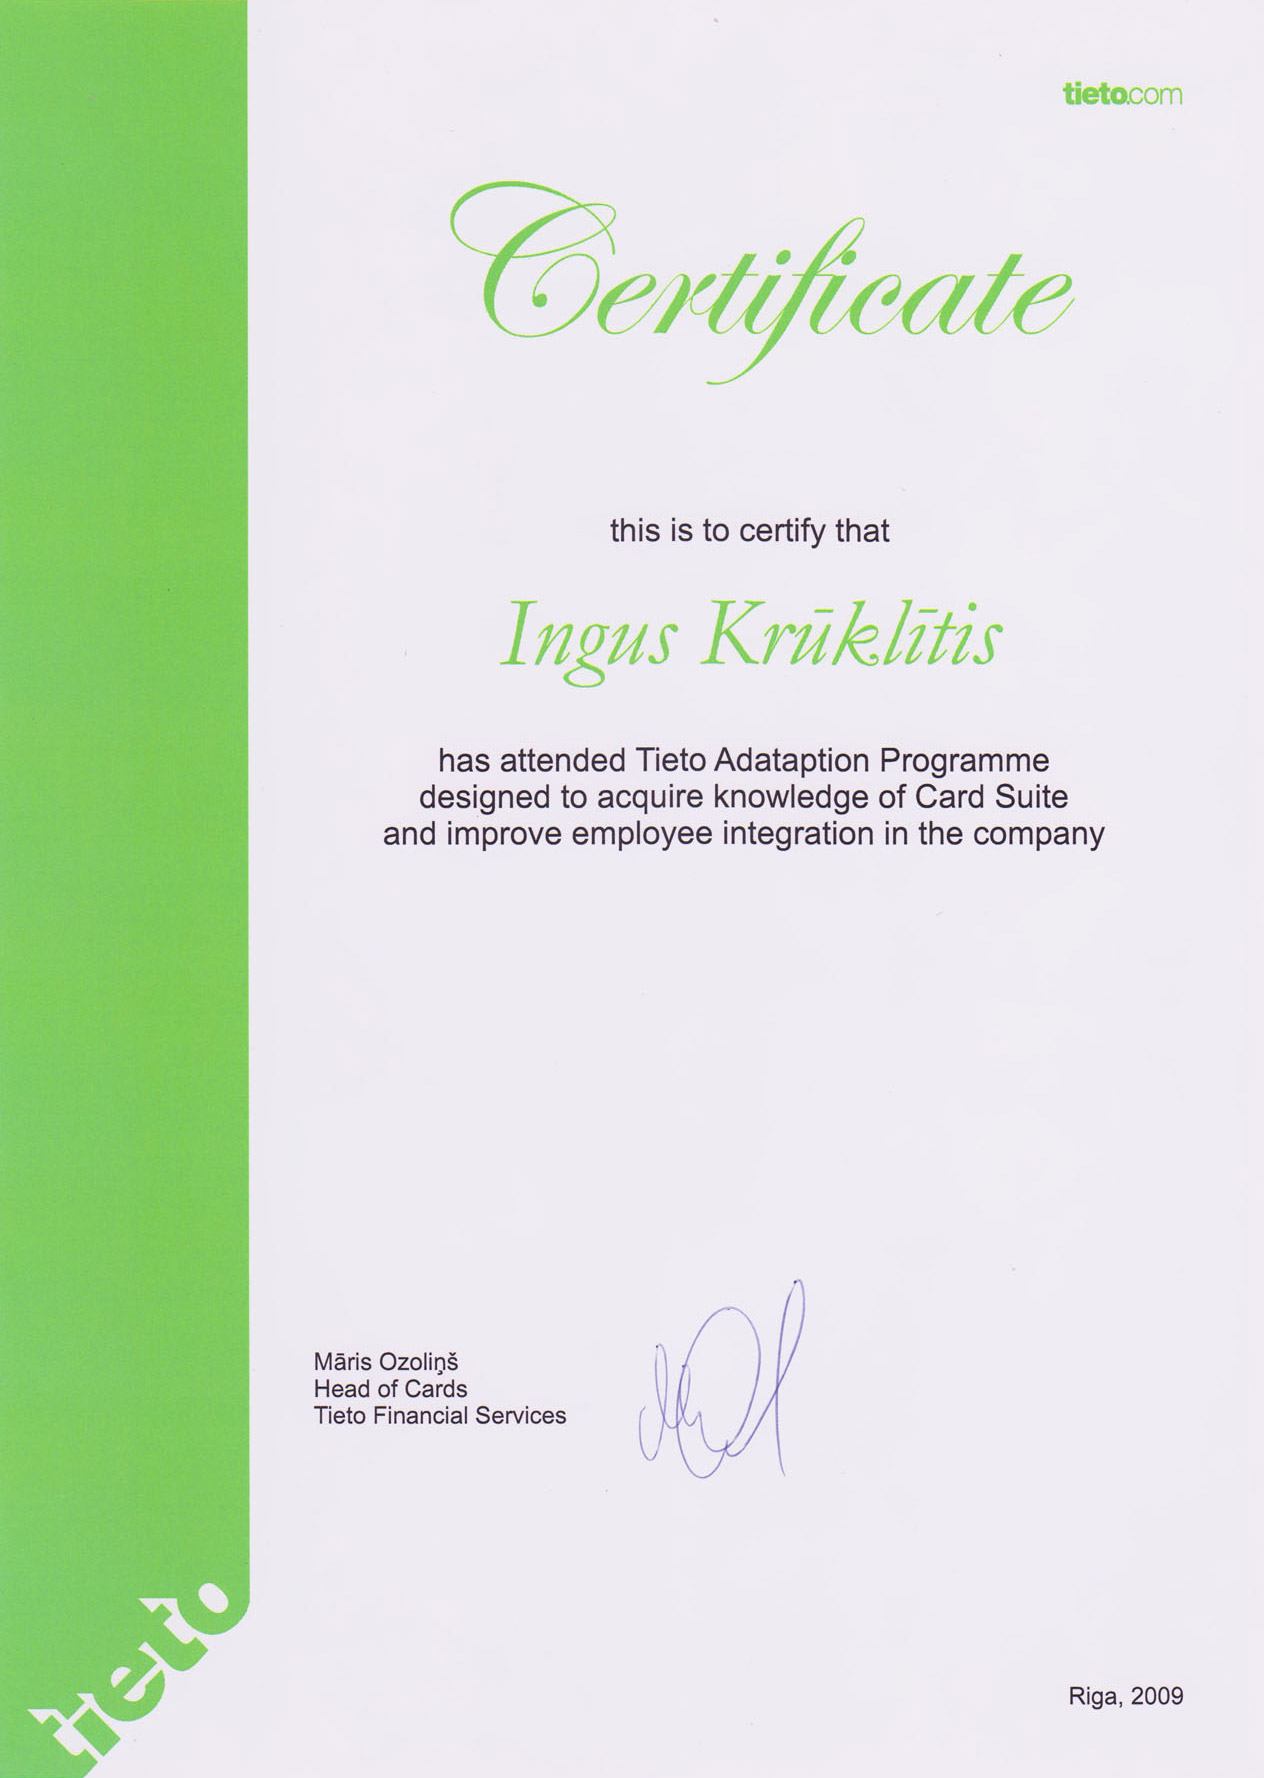 tieto.com
Certificate
this is to certify that
Ingus Krūklītis
has attended Tieto Adataption Programme
designed to acquire knowledge of Card Suite
and improve employee integration in the company
Māris Ozoliņš
Head of Cards
Tieto Financial Services
tieto
Riga, 2009